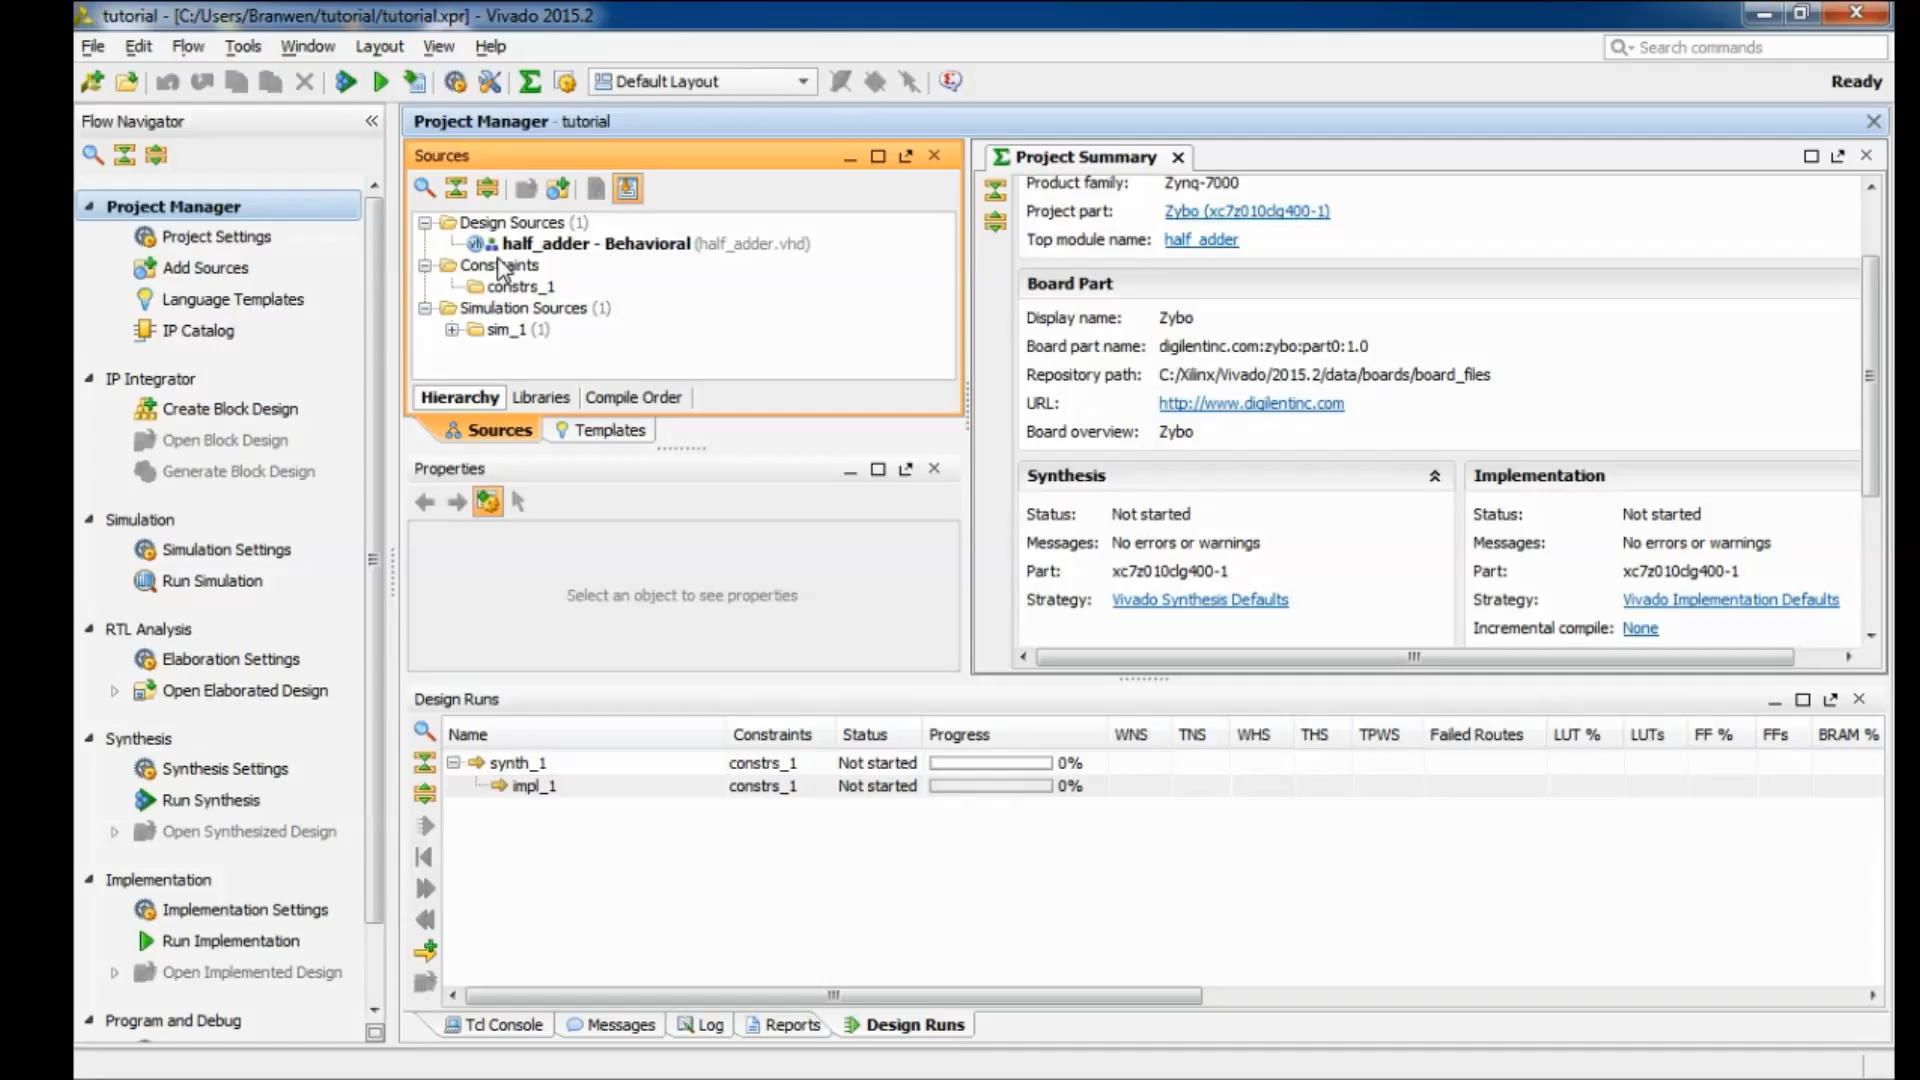 tutorial - [C:/Users/Branwen/tutorial/tutorial.xpr] - Vivado 2015.2
File Edit Flow Tools Window Layout View Help
Search commands
Default Layout
Ready
Flow Navigator
Project Manager
Project Settings
Add Sources
Language Templates
IP Catalog
IP Integrator
Create Block Design
Open Block Design
Generate Block Design
Simulation
Simulation Settings
Run Simulation
RTL Analysis
Elaboration Settings
Open Elaborated Design
Synthesis
Synthesis Settings
Run Synthesis
Open Synthesized Design
Implementation
Implementation Settings
Run Implementation
Open Implemented Design
Program and Debug
Project Manager - tutorial
Sources
Design Sources (1)
half_adder - Behavioral (half_adder.vhd)
Constraints
constrs_1
Simulation Sources (1)
sim_1 (1)
Hierarchy Libraries Compile Order
Sources Templates
Properties
Select an object to see properties
Project Summary
Product family: Zynq-7000
Project part: Zybo (xc7z010clg400-1)
Top module name: half_adder
Board Part
Display name: Zybo
Board part name: digilentinc.com:zybo:part0:1.0
Repository path: C:/Xilinx/Vivado/2015.2/data/boards/board_files
URL: http://www.digilentinc.com
Board overview: Zybo
Synthesis
Status: Not started
Messages: No errors or warnings
Part: xc7z010clg400-1
Strategy: Vivado Synthesis Defaults
Implementation
Status: Not started
Messages: No errors or warnings
Part: xc7z010clg400-1
Strategy: Vivado Implementation Defaults
Incremental compile: None
Design Runs
Name Constraints Status Progress WNS TNS WHS THS TPWS Failed Routes LUT % LUTs FF % FFs BRAM %
synth_1 constrs_1 Not started 0%
impl_1 constrs_1 Not started 0%
Tcl Console Messages Log Reports Design Runs